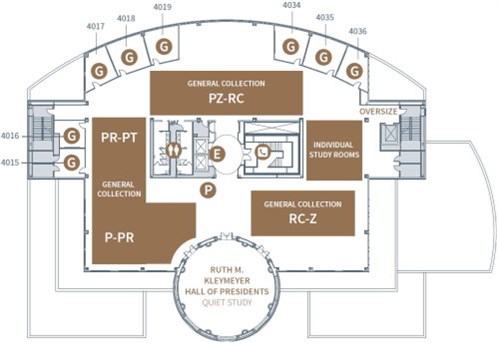 4019
4018
4017
4034
4035
4036
G
G
G
G
G
G
GENERAL COLLECTION
PZ-RC
OVERSIZE
4016
G
4015
G
PR-PT
GENERAL
COLLECTION
P-PR
E
P
INDIVIDUAL
STUDY ROOMS
GENERAL COLLECTION
RC-Z
RUTH M.
KLEYMEYER
HALL OF PRESIDENTS
QUIET STUDY